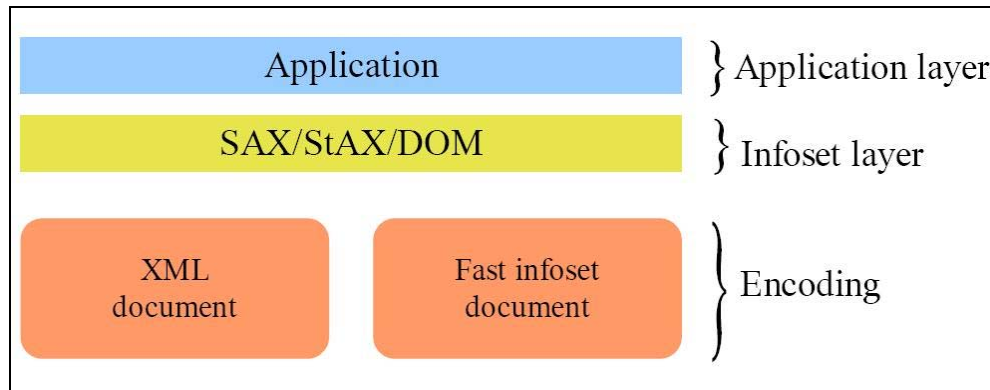 Application
Application layer
SAX/StAX/DOM
Infoset layer
XML
document
Fast infoset
document
Encoding